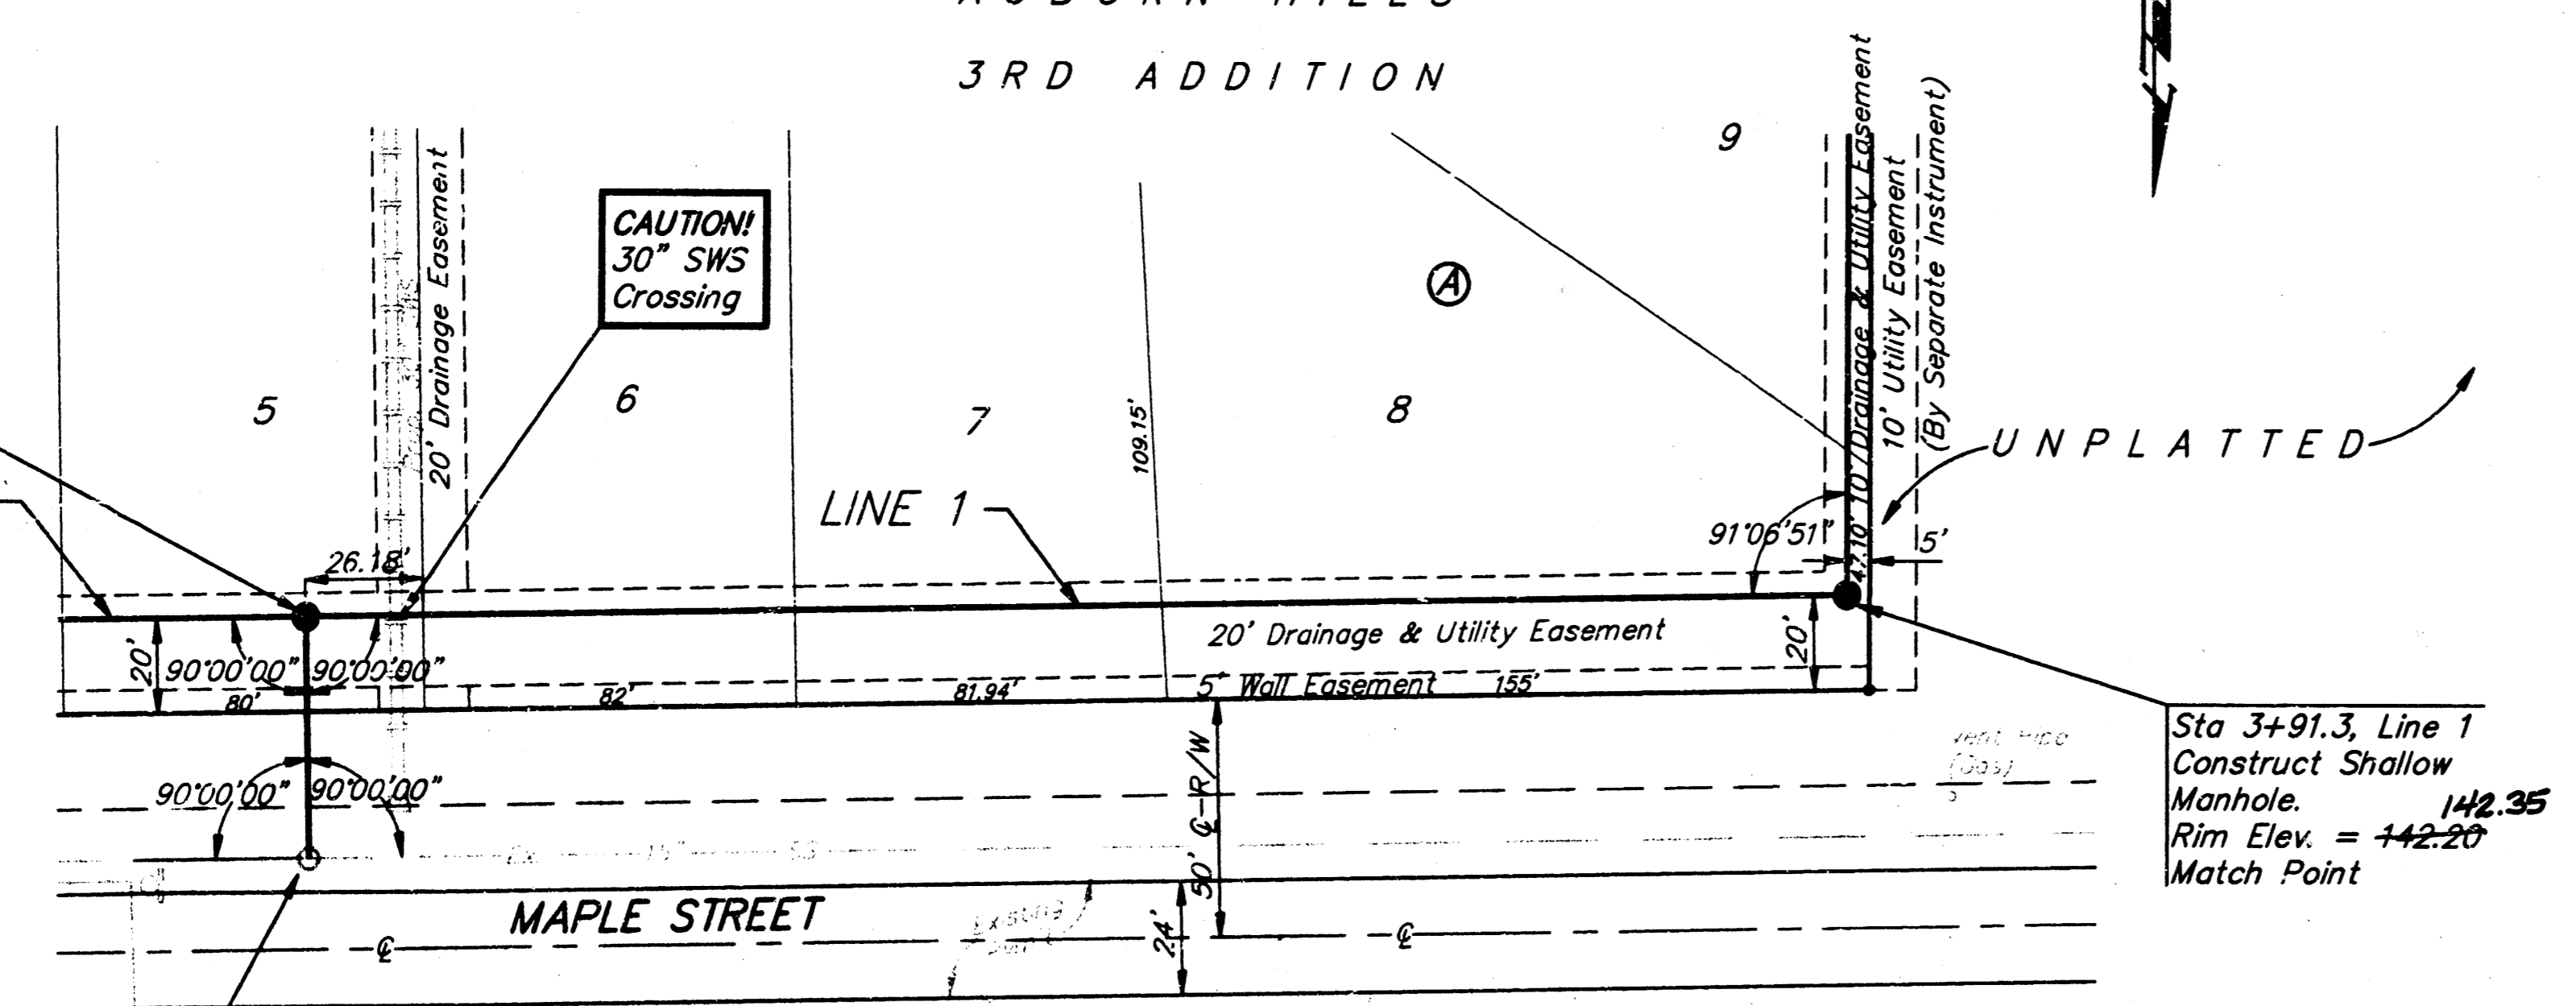 3RD ADDITION
9
20' Drainage Easement
CAUTION!
30" SWS
Crossing
A
10' Drainage & Utility Easement
10' Utility Easement
(By Separate Instrument)
5
6
7
8
109.15'
UNPLATTED
LINE 1
91°06'51"
5'
26.18'
20'
90°00'00"
90°00'00"
20' Drainage & Utility Easement
20'
80'
82'
81.94'
5' Wall Easement
155'
90°00'00"
90°00'00"
50' ℄-R/W
Sta 3+91.3, Line 1
Construct Shallow
Manhole.
142.35
Rim Elev. = 142.20
Match Point
MAPLE STREET
24'
℄
℄